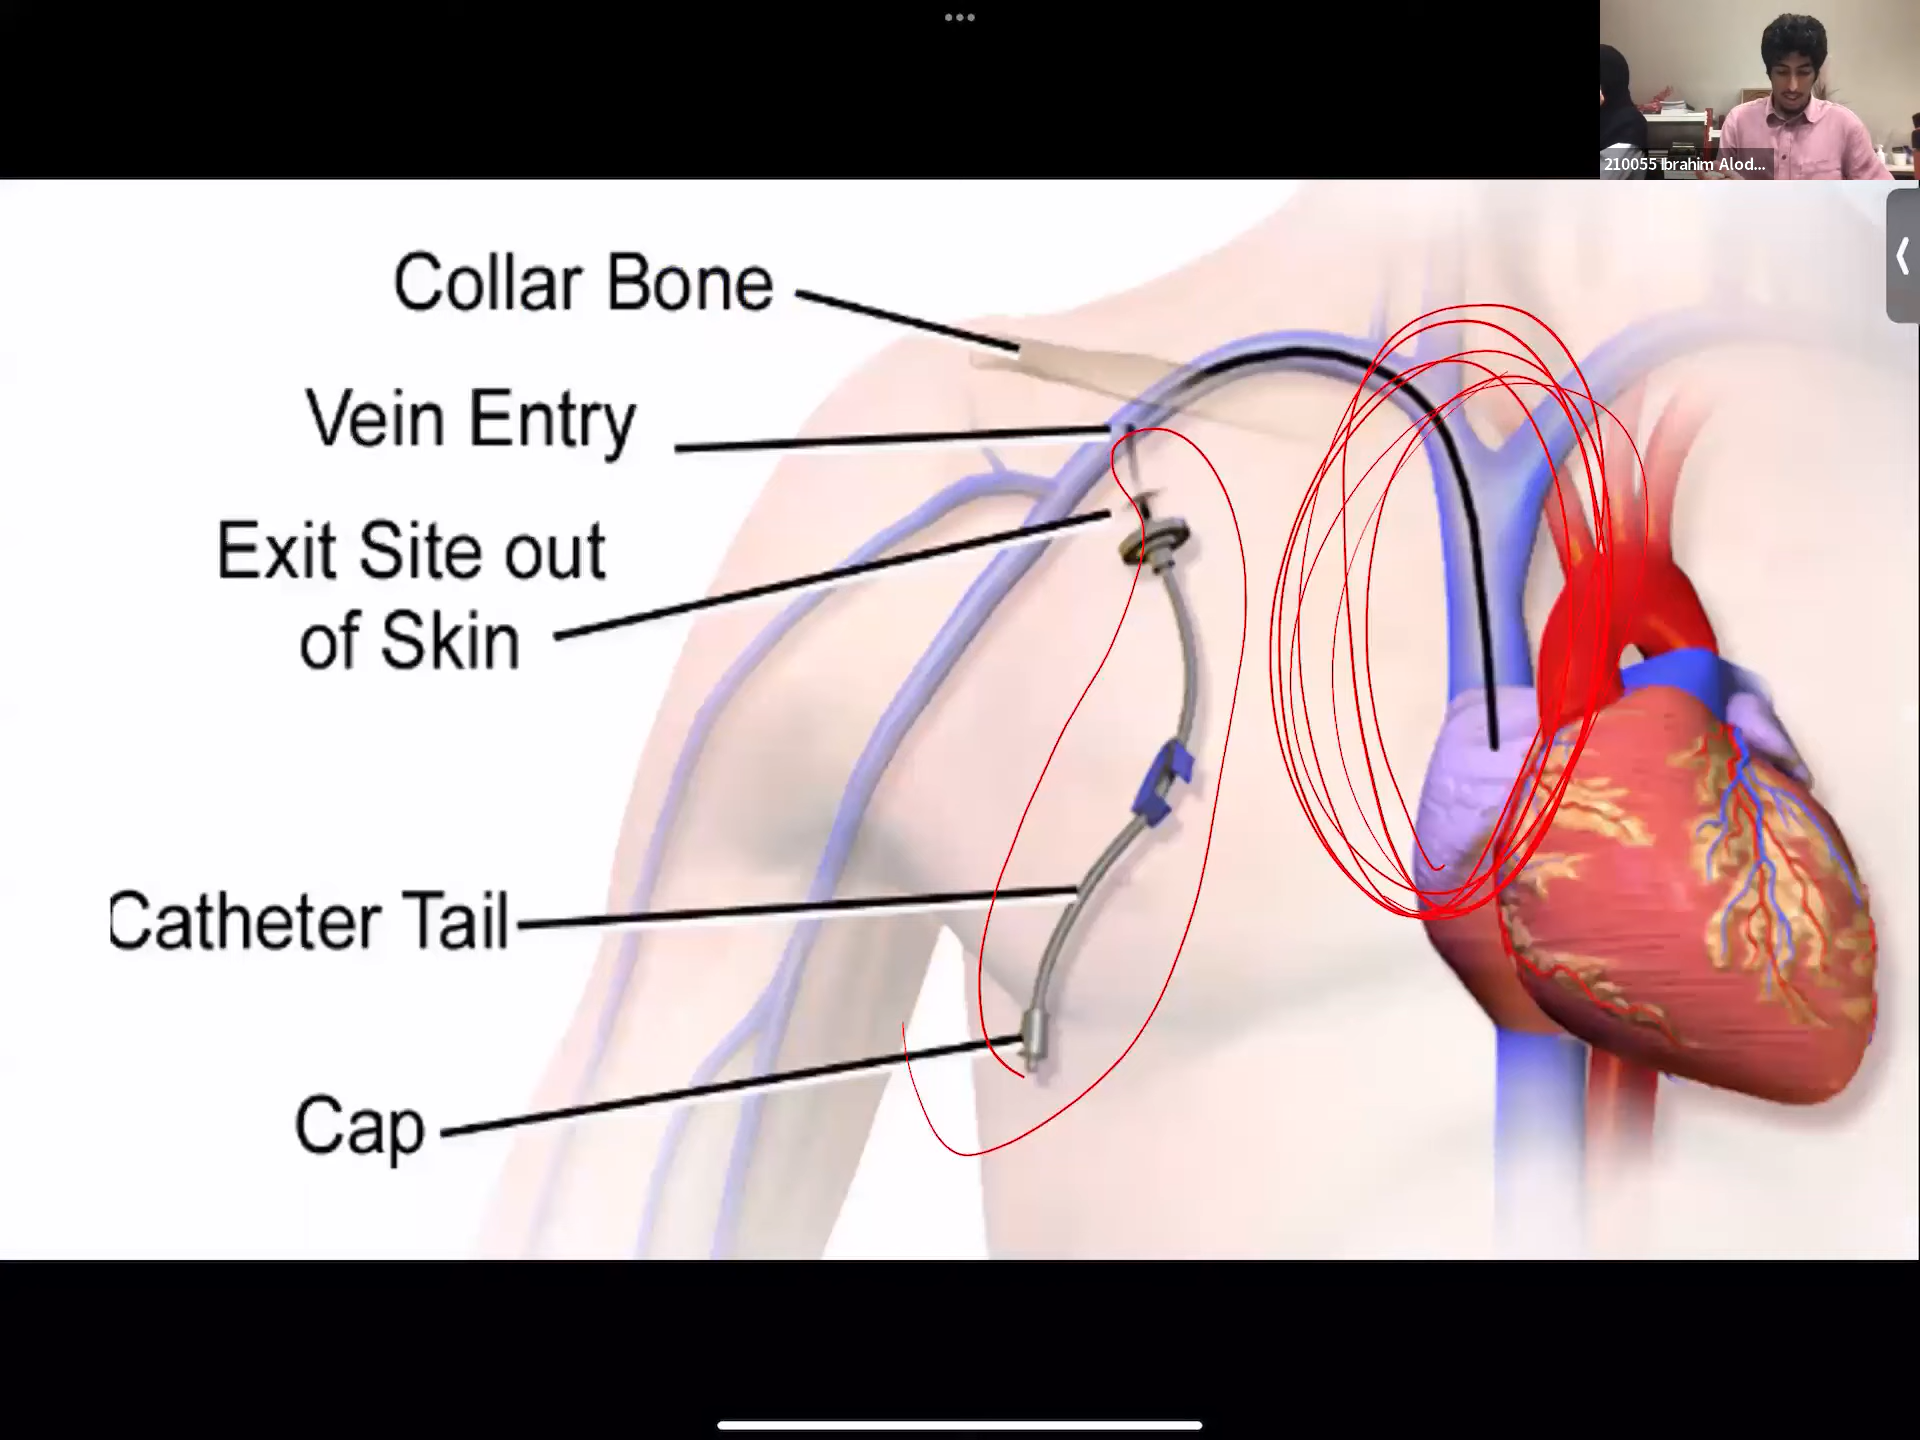 210055 Ibrahim Alod...
Collar Bone
Vein Entry
Exit Site out
of Skin
Catheter Tail
Cap